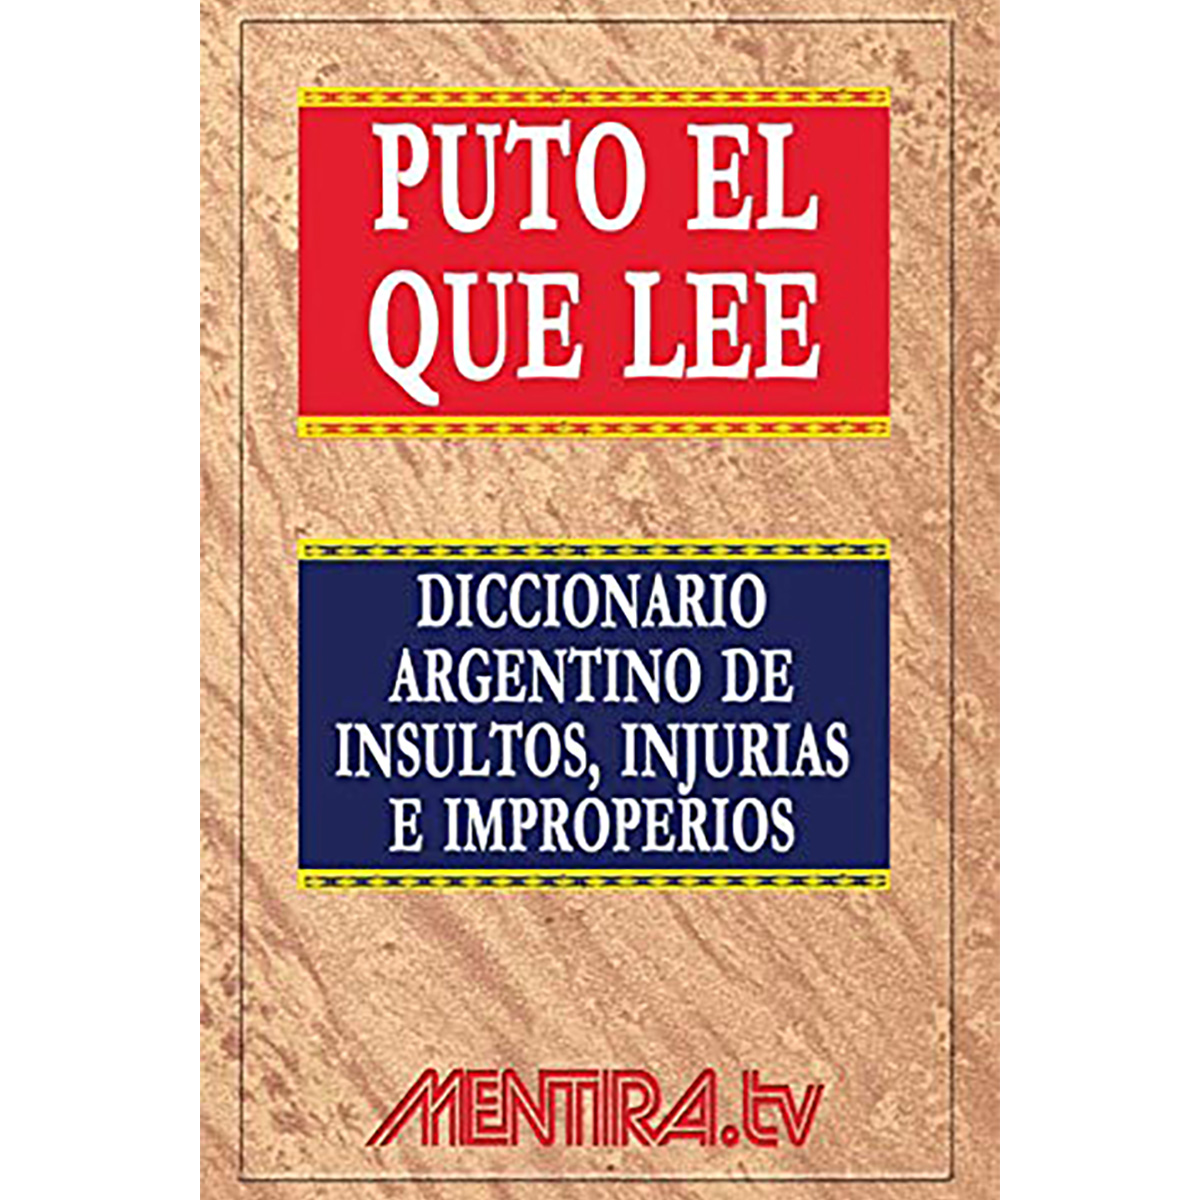 PUTO EL
QUE LEE
DICCIONARIO
ARGENTINO DE
INSULTOS, INJURIAS
E IMPROPERIOS
MENTIRA.tv